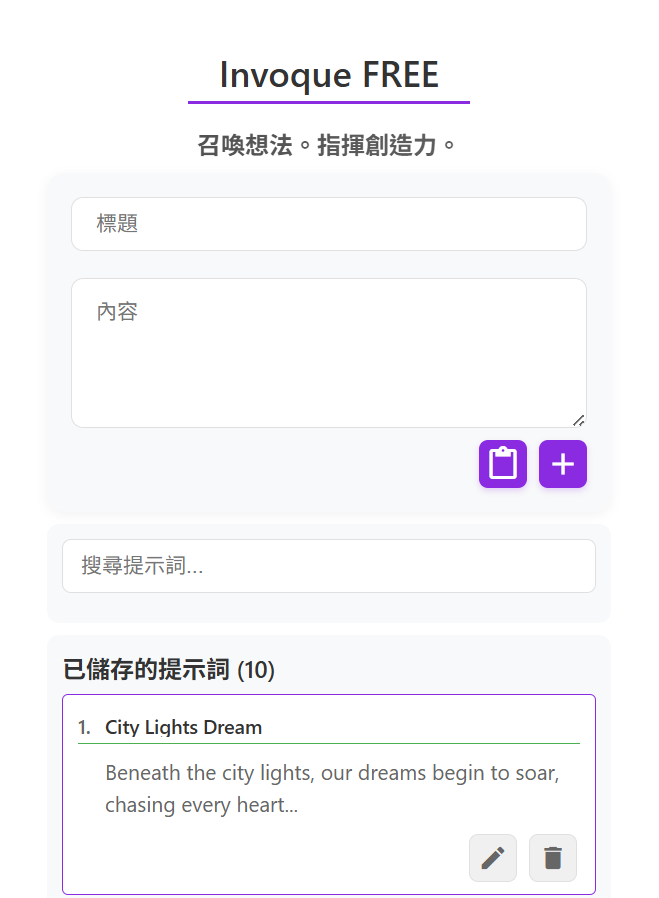 Invoque FREE
召喚想法。指揮創造力。
標題
內容
搜尋提示詞...
已儲存的提示詞 (10)
1. City Lights Dream
Beneath the city lights, our dreams begin to soar,
chasing every heart...